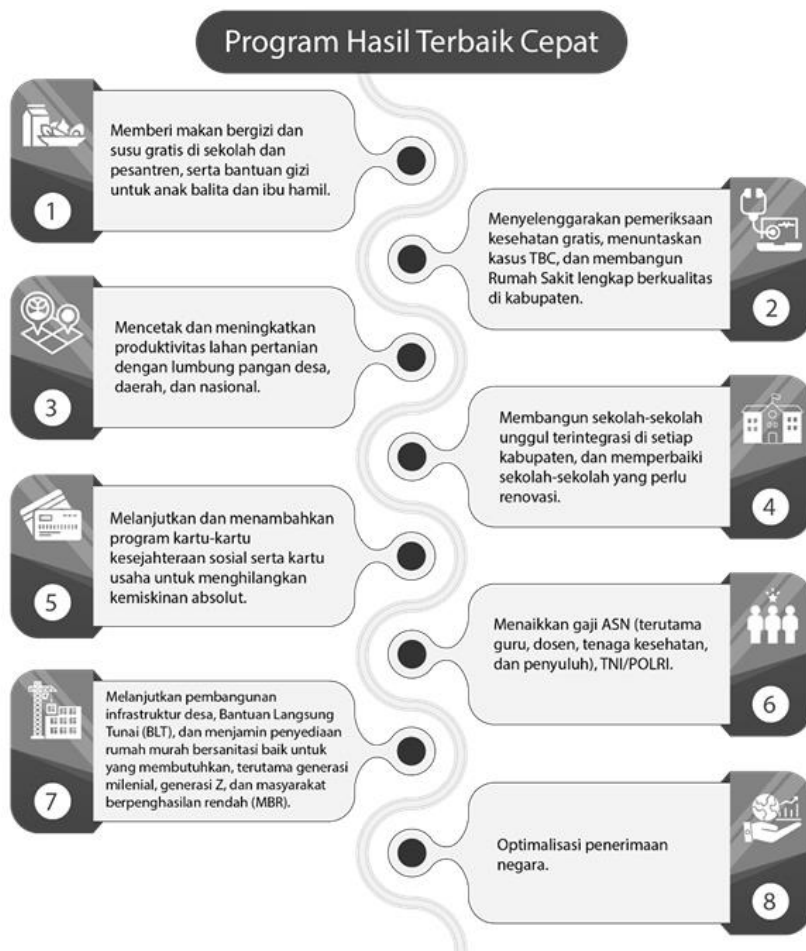 Program Hasil Terbaik Cepat
Memberi makan bergizi dan
susu gratis di sekolah dan
pesantren, serta bantuan gizi
untuk anak balita dan ibu hamil.
1
Menyelenggarakan pemeriksaan
kesehatan gratis, menuntaskan
kasus TBC, dan membangun
Rumah Sakit lengkap berkualitas
di kabupaten.
2
Mencetak dan meningkatkan
produktivitas lahan pertanian
dengan lumbung pangan desa,
daerah, dan nasional.
3
Membangun sekolah-sekolah
unggul terintegrasi di setiap
kabupaten, dan memperbaiki
sekolah-sekolah yang perlu
renovasi.
4
Melanjutkan dan menambahkan
program kartu-kartu
kesejahteraan sosial serta kartu
usaha untuk menghilangkan
kemiskinan absolut.
5
Menaikkan gaji ASN (terutama
guru, dosen, tenaga kesehatan,
dan penyuluh), TNI/POLRI.
6
Melanjutkan pembangunan
infrastruktur desa, Bantuan Langsung
Tunai (BLT), dan menjamin penyediaan
rumah murah bersanitasi baik untuk
yang membutuhkan, terutama generasi
milenial, generasi Z, dan masyarakat
berpenghasilan rendah (MBR).
7
Optimalisasi penerimaan
negara.
8